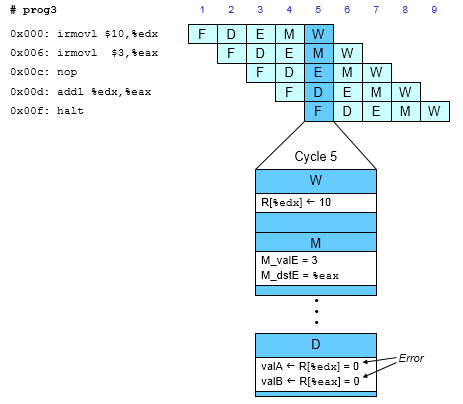 # prog3 1 2 3 4 5 6 7 8 9
0x000: irmovl $10,%edx F D E M W
0x006: irmovl $3,%eax F D E M W
0x00c: nop F D E M W
0x00d: addl %edx,%eax F D E M W
0x00f: halt F D E M W
Cycle 5
W
R[%edx] ← 10
M
M_valE = 3
M_dstE = %eax
D
valA ← R[%edx] = 0
valB ← R[%eax] = 0
Error